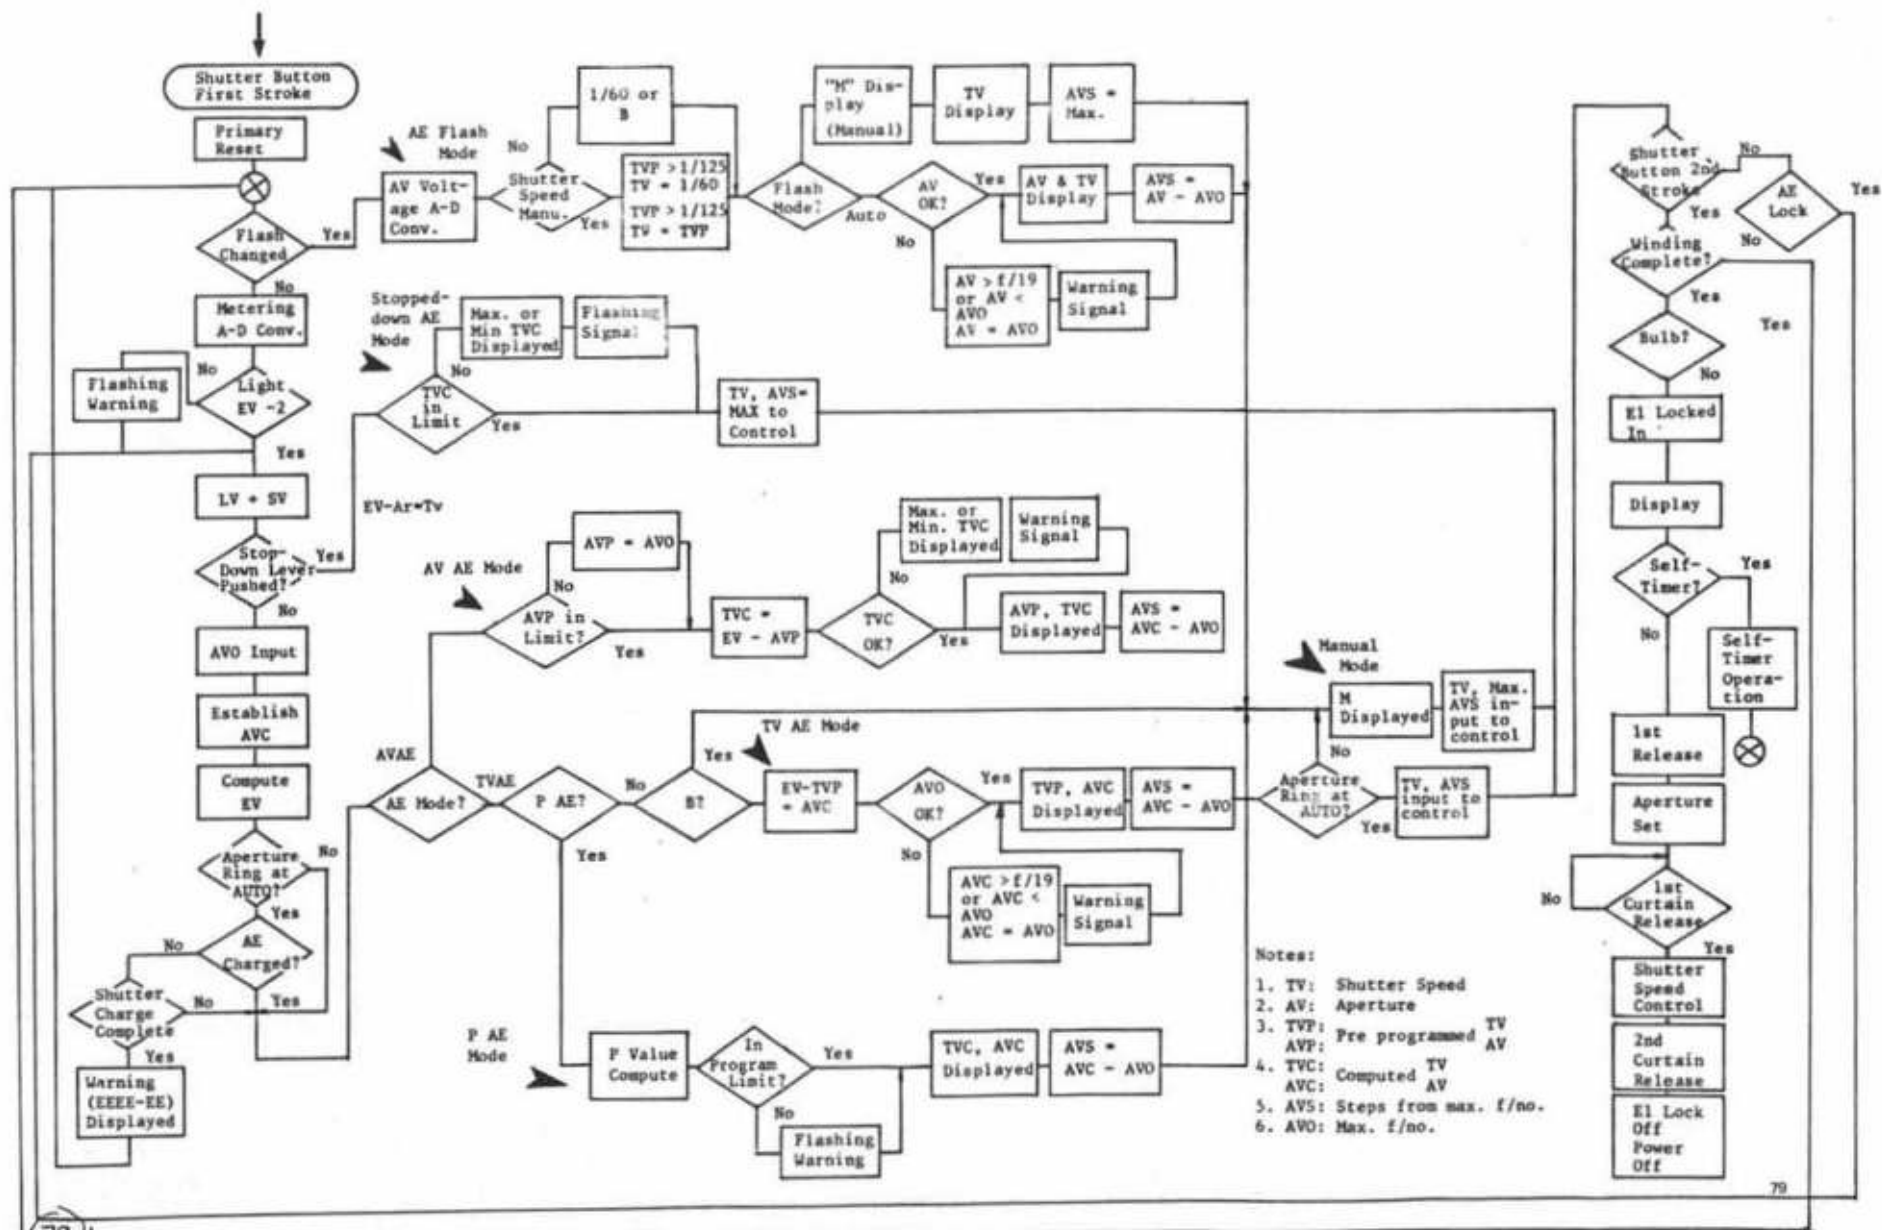 Shutter Button
First Stroke
Primary
Reset
Flash
Changed
Yes
No
Metering
A-D Conv.
No
Light
EV -2
Flashing
Warning
Yes
LV + SV
Stop-
Down Lever
Pushed?
Yes
No
AVO Input
Establish
AVC
Compute
EV
Aperture
Ring at
AUTO?
No
Yes
AE
Charged?
No
Yes
Shutter
Charge
Complete
No
Yes
Warning
(EEEE-EE)
Displayed
AE Flash
Mode
AV Volt-
age A-D
Conv.
No
Shutter
Speed
Manu.
Yes
1/60 or
B
TVP > 1/125
TV = 1/60
TVP > 1/125
TV = TVP
Flash
Mode?
Auto
"M" Dis-
play
(Manual)
TV
Display
AVS =
Max.
AV
OK?
Yes
No
AV & TV
Display
AVS =
AV - AVO
AV > f/19
or AV <
AVO
AV = AVO
Warning
Signal
Stopped-
down AE
Mode
Max. or
Min TVC
Displayed
Flashing
Signal
No
TVC
in
Limit
Yes
TV, AVS=
MAX to
Control
EV-Ar=Tv
AV AE Mode
AVP = AVO
No
AVP in
Limit?
Yes
TVC =
EV - AVP
Max. or
Min. TVC
Displayed
Warning
Signal
No
TVC
OK?
Yes
AVP, TVC
Displayed
AVS =
AVC - AVO
AVAE
AE Mode?
TVAE
P AE?
No
Yes
B?
Yes
TV AE Mode
EV-TVP
= AVC
AVO
OK?
Yes
No
TVP, AVC
Displayed
AVS =
AVC - AVO
AVC > f/19
or AVC <
AVO
AVC = AVO
Warning
Signal
P AE
Mode
P Value
Compute
In
Program
Limit?
Yes
No
Flashing
Warning
TVC, AVC
Displayed
AVS =
AVC - AVO
Manual
Mode
M
Displayed
TV, Max.
AVS in-
put to
control
No
Aperture
Ring at
AUTO?
Yes
TV, AVS
input to
control
Shutter
Button 2nd
Stroke
No
Yes
AE
Lock
Yes
No
Winding
Complete?
Yes
Yes
Bulb?
No
El Locked
In
Display
Self-
Timer?
Yes
No
Self-
Timer
Opera-
tion
1st
Release
Aperture
Set
1st
Curtain
Release
No
Yes
Shutter
Speed
Control
2nd
Curtain
Release
El Lock
Off
Power
Off
Notes:
1. TV: Shutter Speed
2. AV: Aperture
3. TVP: Pre programmed TV
AVP: AV
4. TVC: Computed TV
AVC: AV
5. AVS: Steps from max. f/no.
6. AVO: Max. f/no.
79